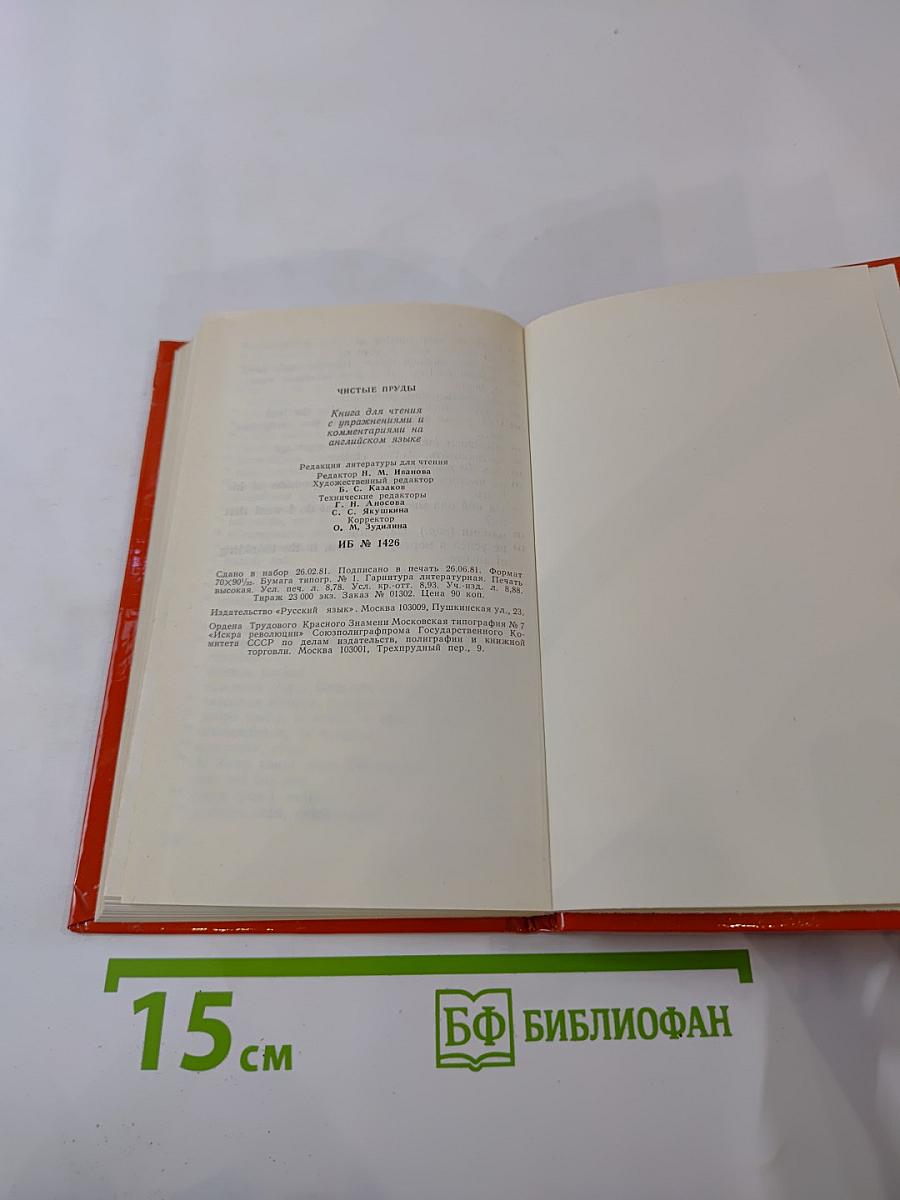 ЧИСТЫЕ ПРУДЫ
Книга для чтения
с упражнениями и
комментариями на
английском языке
Редакция литературы для чтения
Редактор Н. М. Иванова
Художественный редактор
Б. С. Казаков
Технические редакторы
Г. Н. Аносова
С. С. Якушкина
Корректор
О. М. Зудилина
ИБ № 1426
Сдано в набор 26.02.81. Подписано в печать 26.06.81. Формат
70×90 1/32. Бумага типогр. № 1. Гарнитура литературная. Печать
высокая. Усл. печ. л. 8,78. Усл. кр.-отт. 8,93. Уч.-изд. л. 8,88.
Тираж 23 000 экз. Заказ № 01302. Цена 90 коп.
Издательство «Русский язык». Москва 103009, Пушкинская ул., 23.
Ордена Трудового Красного Знамени Московская типография № 7
«Искра революции» Союзполиграфпрома Государственного Ко-
митета СССР по делам издательств, полиграфии и книжной
торговли. Москва 103001, Трехпрудный пер., 9.
15 см
БФ БИБЛИОФАН